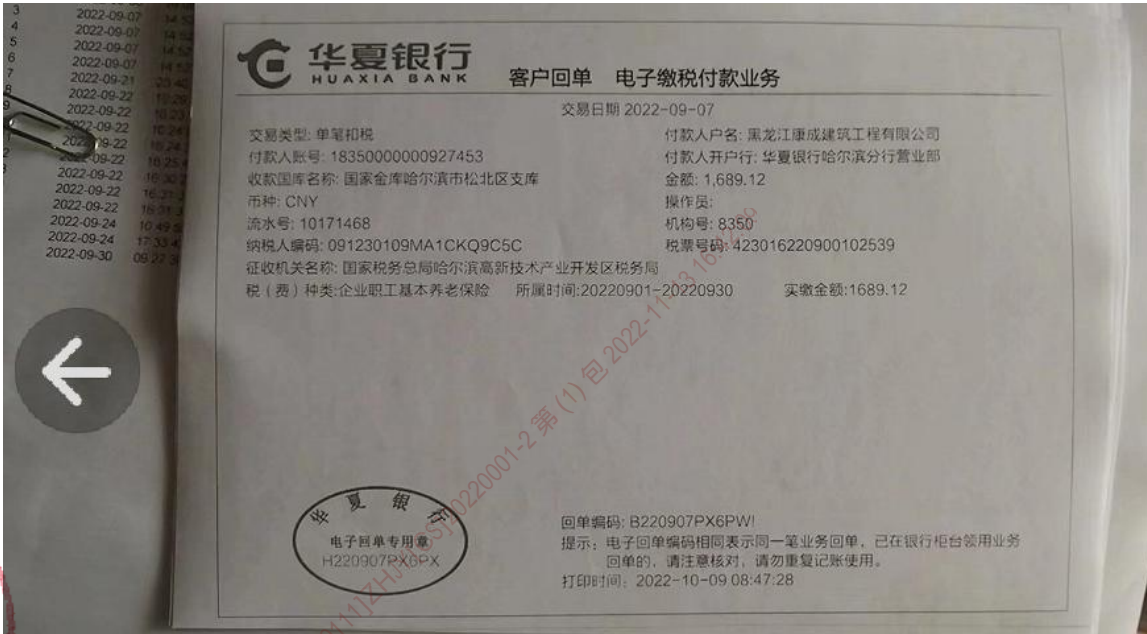 2022-09-07
2022-09-07
2022-09-07
2022-09-07
2022-09-21
2022-09-22
2022-09-22
2022-09-22
2022-09-22
2022-09-22
2022-09-22
2022-09-22
2022-09-22
2022-09-24
2022-09-24
2022-09-30
华夏银行
HUAXIA BANK
客户回单 电子缴税付款业务
交易日期 2022-09-07
交易类型: 单笔扣税 付款人户名: 黑龙江康成建筑工程有限公司
付款人账号: 18350000000927453 付款人开户行: 华夏银行哈尔滨分行营业部
收款国库名称: 国家金库哈尔滨市松北区支库 金额: 1,689.12
币种: CNY 操作员:
流水号: 10171468 机构号: 8350
纳税人编码: 091230109MA1CKQ9C5C 税票号码: 423016220900102539
征收机关名称: 国家税务总局哈尔滨高新技术产业开发区税务局
税（费）种类:企业职工基本养老保险 所属时间:20220901-20220930 实缴金额:1689.12
华夏银行
电子回单专用章
H220907PX6PX
回单编码: B220907PX6PWI
提示：电子回单编码相同表示同一笔业务回单，已在银行柜台领用业务
回单的，请注意核对，请勿重复记账使用。
打印时间：2022-10-09 08:47:28
20220001-2 第 (1) 包 2022-11-13